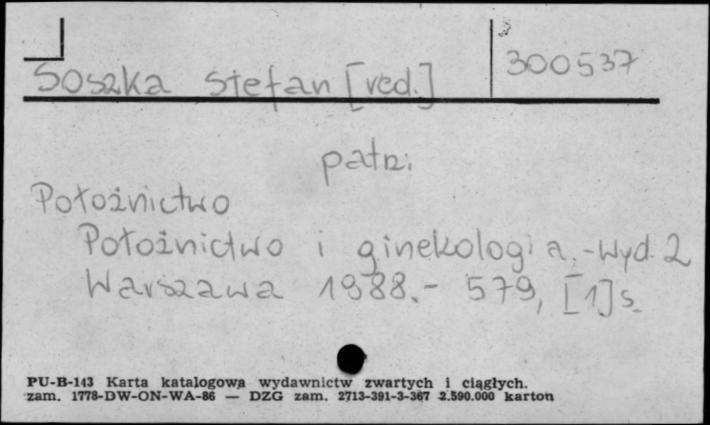 Soszka Stefan [red.]
300537
patrz:
Położnictwo
Położnictwo i ginekologia.-Wyd. 2
Warszawa 1988.- 579, [1] s.
PU-B-143 Karta katalogowa wydawnictw zwartych i ciągłych.
zam. 1778-DW-ON-WA-86 — DZG zam. 2713-391-3-367 2.590.000 karton